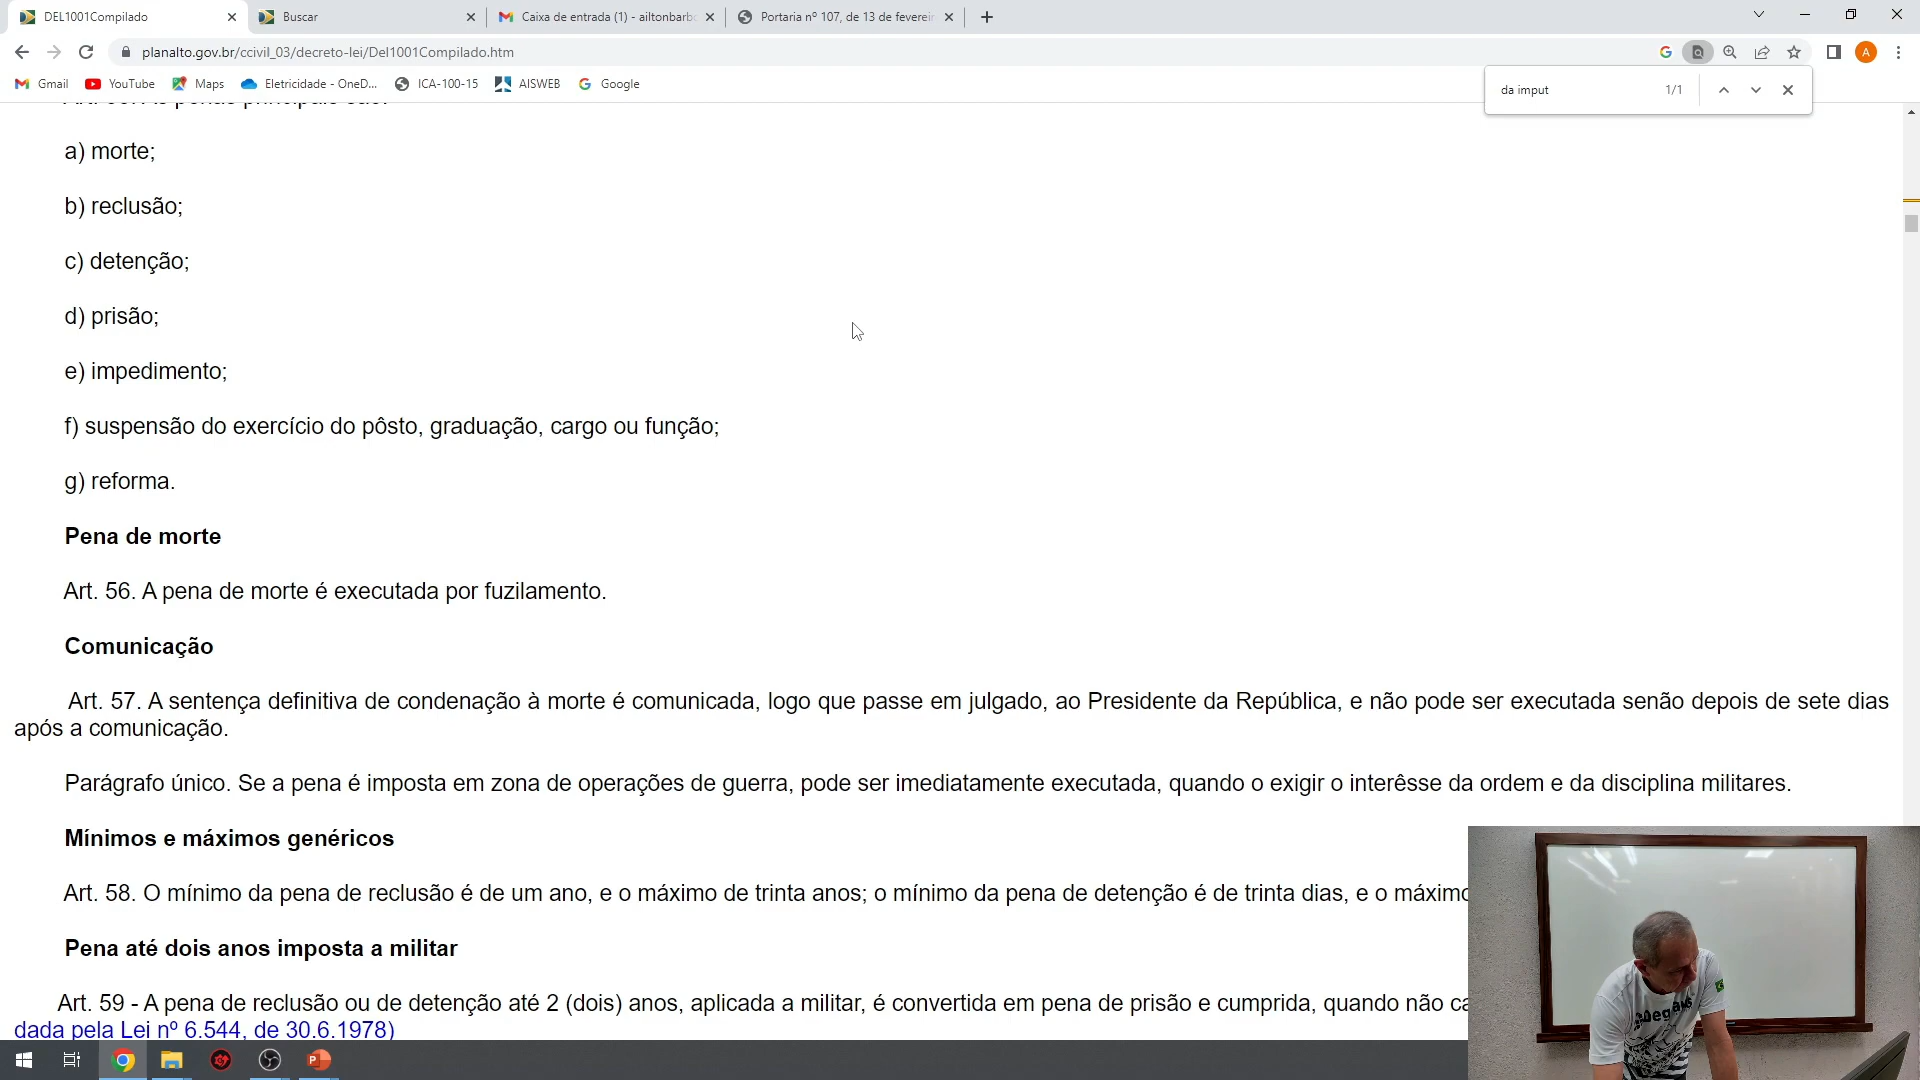 DEL1001Compilado
Buscar
Caixa de entrada (1) - ailtonbarbo
Portaria nº 107, de 13 de fevereir
planalto.gov.br/ccivil_03/decreto-lei/Del1001Compilado.htm
A
Gmail
YouTube
Maps
Eletricidade - OneD...
ICA-100-15
AISWEB
Google
da imput
1/1
a) morte;
b) reclusão;
c) detenção;
d) prisão;
e) impedimento;
f) suspensão do exercício do pôsto, graduação, cargo ou função;
g) reforma.
Pena de morte
Art. 56. A pena de morte é executada por fuzilamento.
Comunicação
Art. 57. A sentença definitiva de condenação à morte é comunicada, logo que passe em julgado, ao Presidente da República, e não pode ser executada senão depois de sete dias
após a comunicação.
Parágrafo único. Se a pena é imposta em zona de operações de guerra, pode ser imediatamente executada, quando o exigir o interêsse da ordem e da disciplina militares.
Mínimos e máximos genéricos
Art. 58. O mínimo da pena de reclusão é de um ano, e o máximo de trinta anos; o mínimo da pena de detenção é de trinta dias, e o máximo
Pena até dois anos imposta a militar
Art. 59 - A pena de reclusão ou de detenção até 2 (dois) anos, aplicada a militar, é convertida em pena de prisão e cumprida, quando não ca
dada pela Lei nº 6.544, de 30.6.1978)